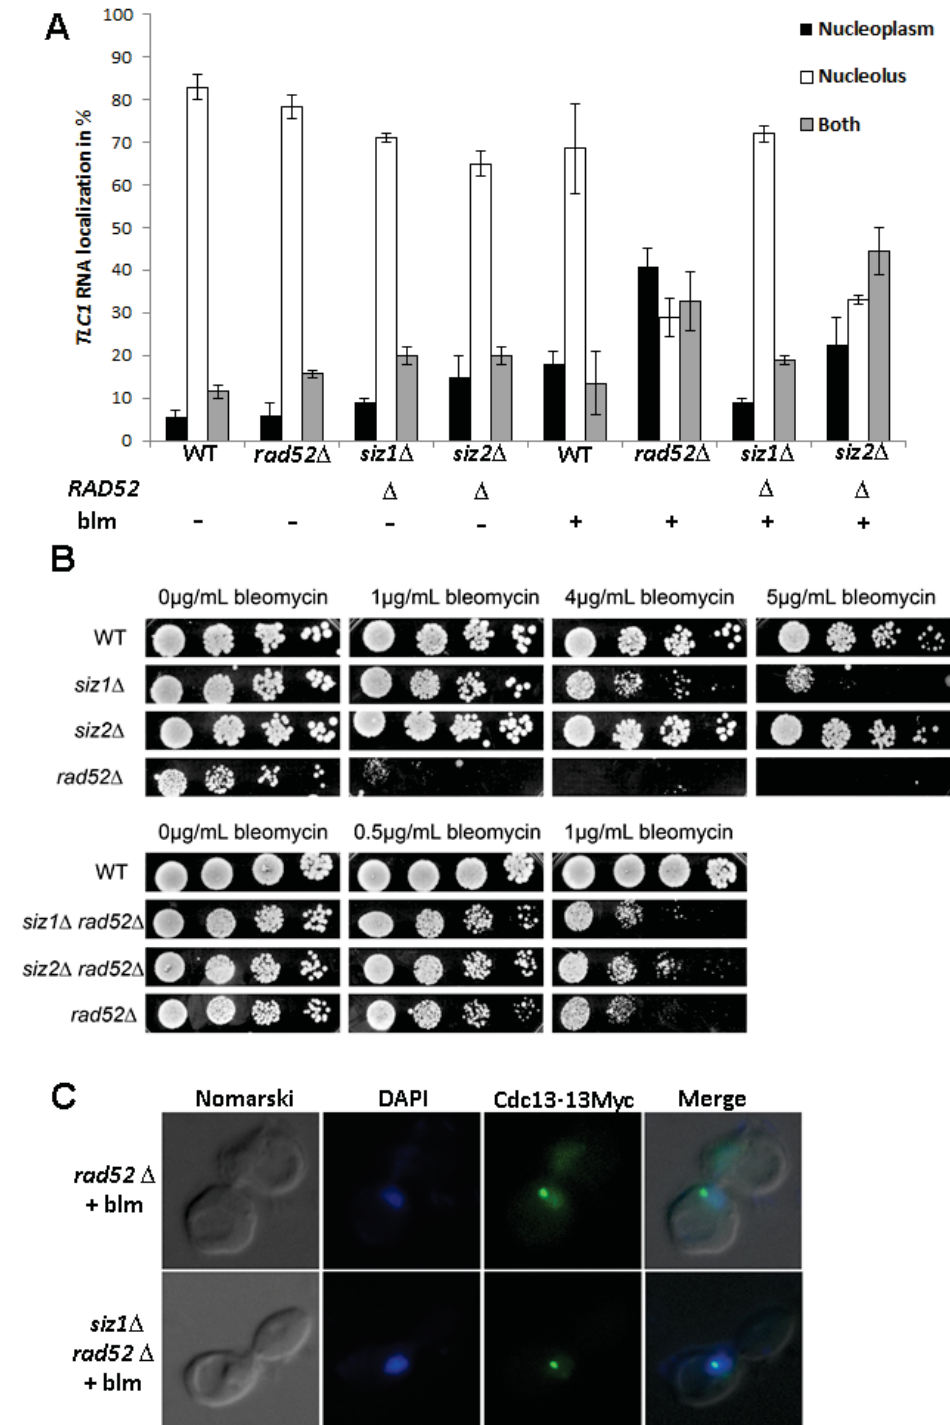 A
TLC1 RNA localization in %
100
90
80
70
60
50
40
30
20
10
0
Nucleoplasm
Nucleolus
Both
WT rad52Δ siz1Δ siz2Δ WT rad52Δ siz1Δ siz2Δ
RAD52 Δ Δ Δ Δ
blm - - - - + + + +
B
0µg/mL bleomycin 1µg/mL bleomycin 4µg/mL bleomycin 5µg/mL bleomycin
WT
siz1Δ
siz2Δ
rad52Δ
0µg/mL bleomycin 0.5µg/mL bleomycin 1µg/mL bleomycin
WT
siz1Δ rad52Δ
siz2Δ rad52Δ
rad52Δ
C
Nomarski DAPI Cdc13-13Myc Merge
rad52 Δ
+ blm
siz1Δ
rad52 Δ
+ blm